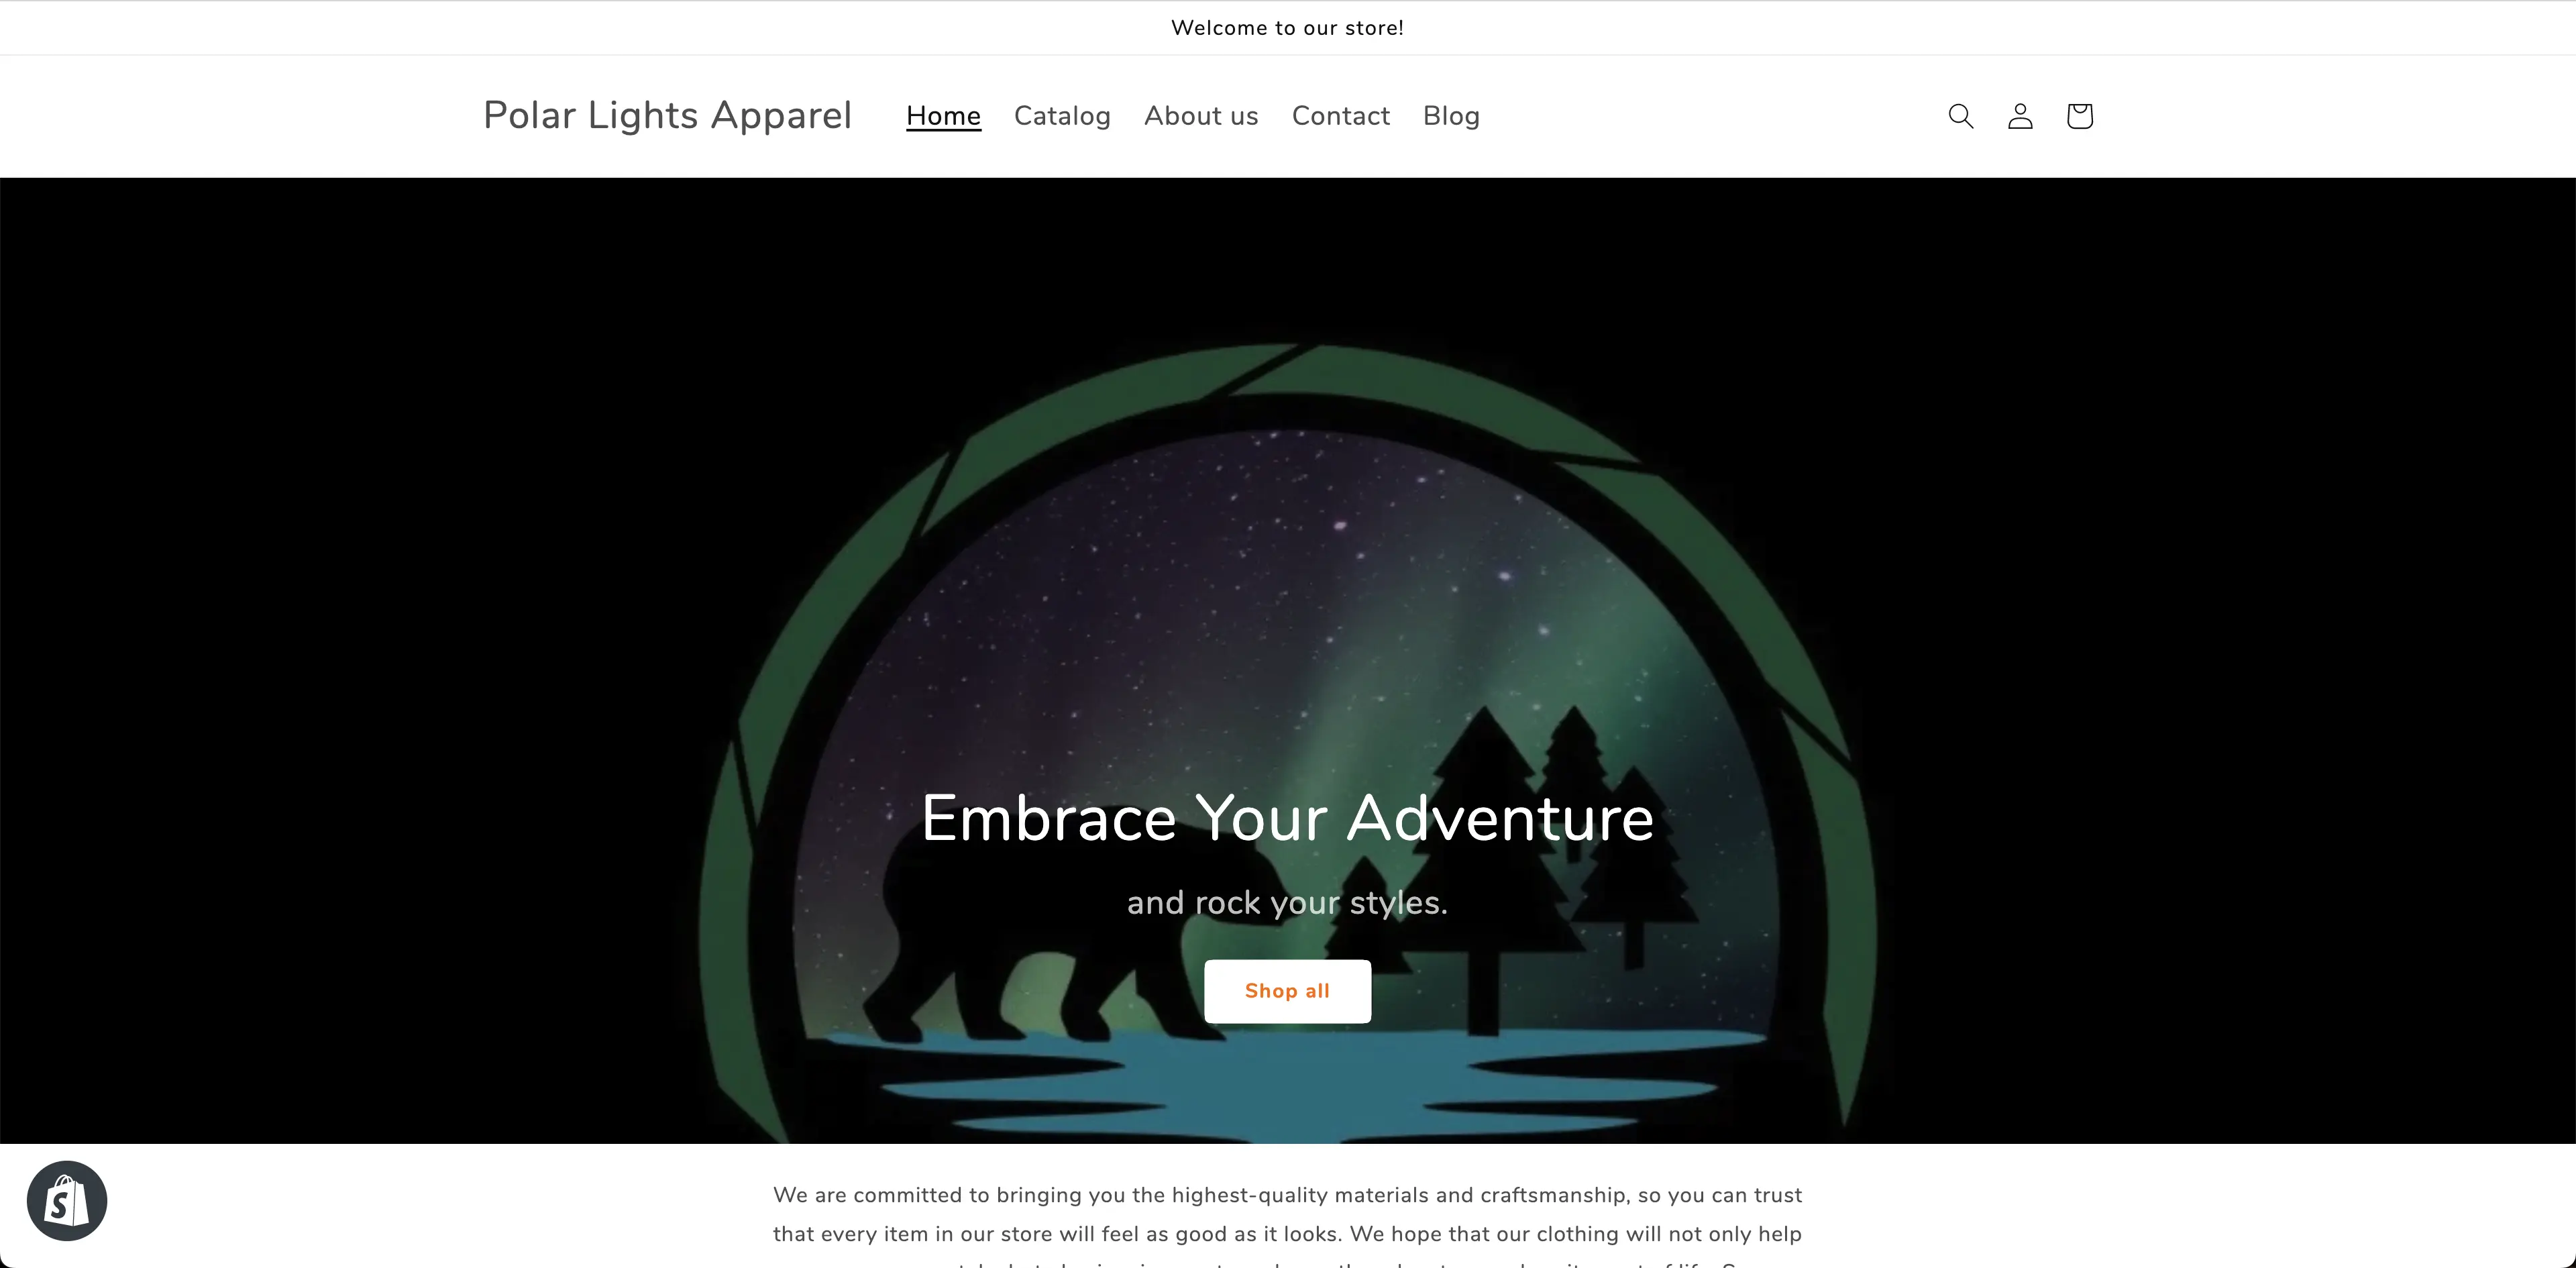 Welcome to our store!
Polar Lights Apparel Home Catalog About us Contact Blog
Embrace Your Adventure
and rock your styles.
Shop all
We are committed to bringing you the highest-quality materials and craftsmanship, so you can trust
that every item in our store will feel as good as it looks. We hope that our clothing will not only help